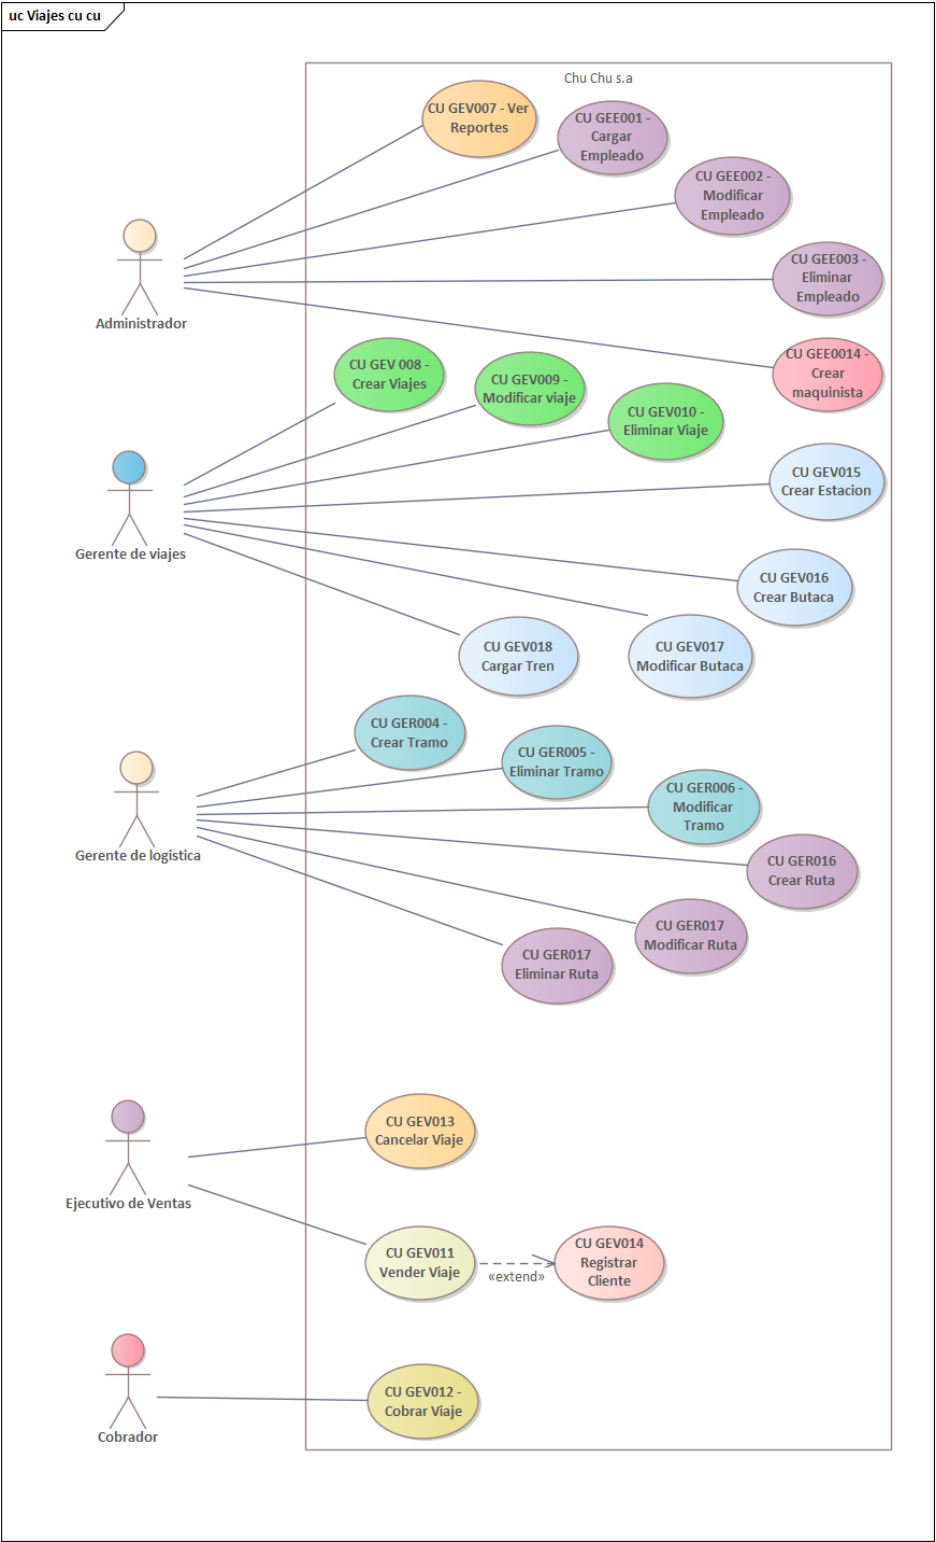 uc Viajes cu cu
Chu Chu s.a
CU GEV007 - Ver
Reportes
CU GEE001 -
Cargar
Empleado
CU GEE002 -
Modificar
Empleado
CU GEE003 -
Eliminar
Empleado
CU GEE0014 -
Crear
maquinista
Administrador
CU GEV 008 -
Crear Viajes
CU GEV009 -
Modificar viaje
CU GEV010 -
Eliminar Viaje
CU GEV015
Crear Estacion
Gerente de viajes
CU GEV016
Crear Butaca
CU GEV017
Modificar Butaca
CU GEV018
Cargar Tren
CU GER004 -
Crear Tramo
CU GER005 -
Eliminar Tramo
CU GER006 -
Modificar
Tramo
Gerente de logistica
CU GER016
Crear Ruta
CU GER017
Modificar Ruta
CU GER017
Eliminar Ruta
CU GEV013
Cancelar Viaje
Ejecutivo de Ventas
CU GEV011
Vender Viaje
«extend»
CU GEV014
Registrar
Cliente
CU GEV012 -
Cobrar Viaje
Cobrador